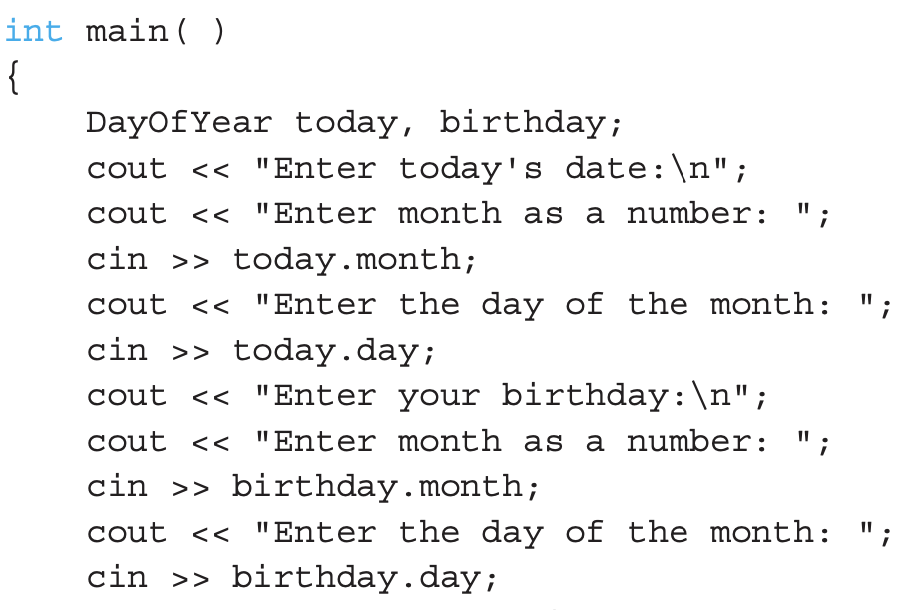 int main( )
{
    DayOfYear today, birthday;
    cout << "Enter today's date:\n";
    cout << "Enter month as a number: ";
    cin >> today.month;
    cout << "Enter the day of the month: ";
    cin >> today.day;
    cout << "Enter your birthday:\n";
    cout << "Enter month as a number: ";
    cin >> birthday.month;
    cout << "Enter the day of the month: ";
    cin >> birthday.day;